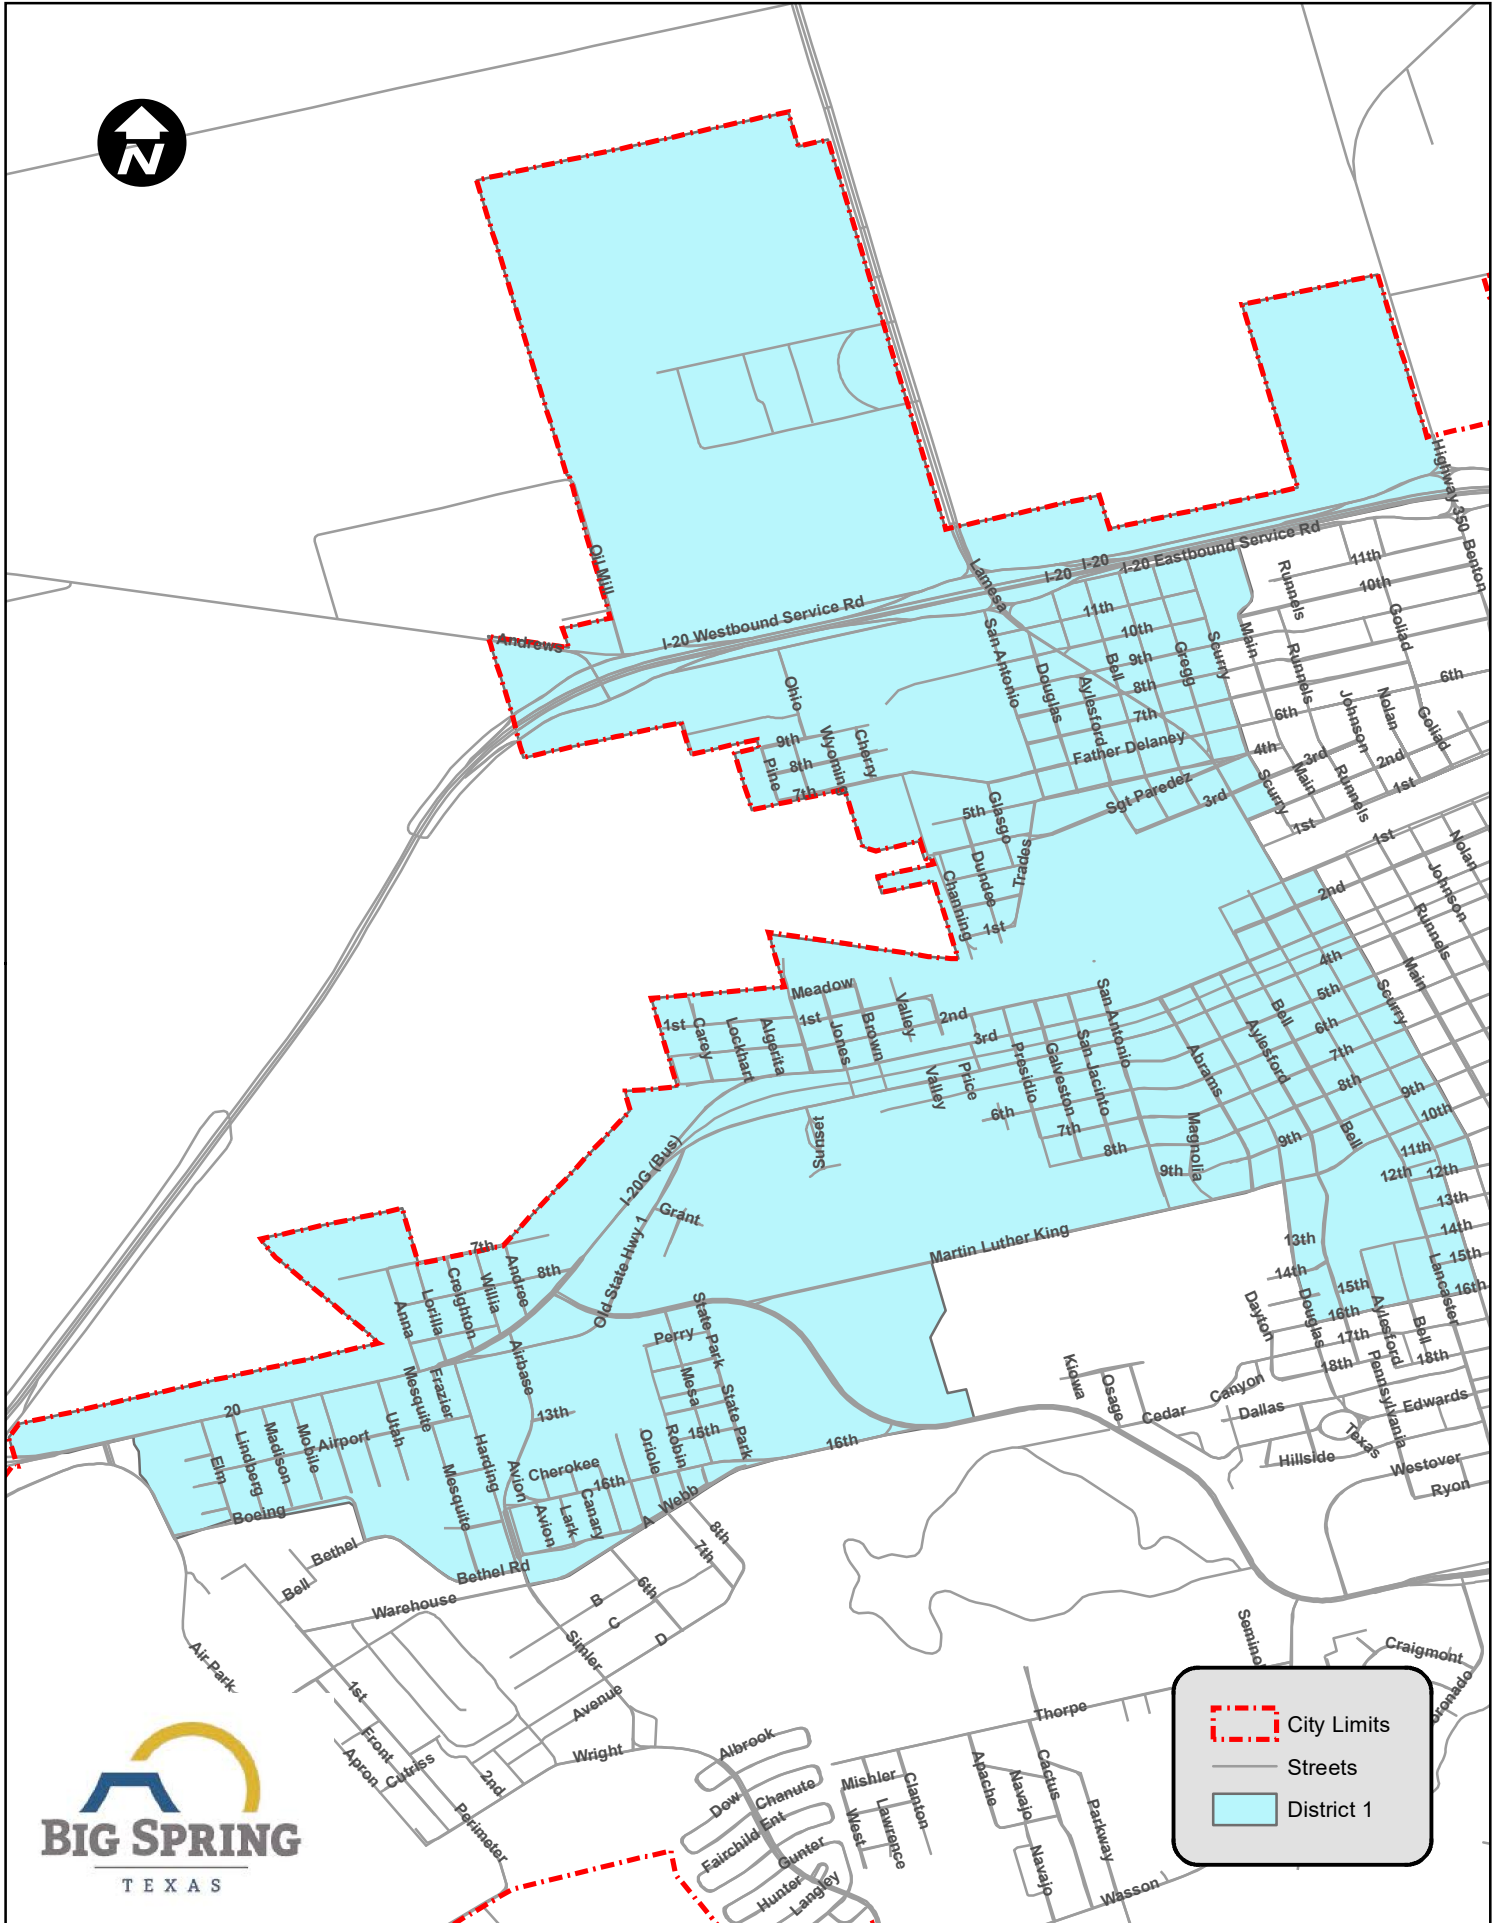 N
Highway 350
Benton
Oil Mill
Andrews
I-20 Westbound Service Rd
Lamesa
I-20
I-20
I-20 Eastbound Service Rd
11th
10th
Runnels
Goliad
11th
10th
9th
8th
7th
San Antonio
Douglas
Aylesford
Bell
Gregg
Scurry
Main
Runnels
Johnson
Nolan
Goliad
6th
6th
Ohio
Wyoming
Cherry
9th
8th
7th
Pine
Father Delaney
4th
3rd
2nd
1st
Scurry
Main
Runnels
1st
Sgt Paredez
3rd
5th
Glasgo
Dundee
Trades
Channing
1st
1st
Nolan
Johnson
Runnels
Main
2nd
4th
5th
6th
7th
8th
9th
10th
11th
12th
12th
13th
14th
15th
16th
Scurry
Meadow
Valley
1st
Carey
Lockhart
Algerita
1st
Jones
Brown
2nd
3rd
Valley
Price
Presidio
Galveston
San Jacinto
San Antonio
Abrams
Aylesford
Bell
Bell
6th
7th
8th
9th
Magnolia
9th
Sunset
I-20G (Bus)
Old State Hwy 1
Grant
Martin Luther King
7th
8th
Anna
Lorilla
Creighton
Willia
Andree
Airbase
13th
Mesquite
Frazier
State Park
Perry
Mesa
State Park
15th
Robin
Oriole
16th
13th
14th
15th
16th
17th
18th
18th
Dayton
Douglas
Aylesford
Bell
Lancaster
Pennsylvania
Kiowa
Osage
Cedar
Canyon
Dallas
Texas
Edwards
Hillside
Westover
Ryon
20
Elm
Lindberg
Madison
Mobile
Airport
Utah
Harding
Mesquite
Avion
Cherokee
16th
Avion
Lark
Canary
A
Webb
Boeing
Bethel
Bell
Bethel Rd
Warehouse
8th
7th
6th
B
C
D
Simler
Avenue
Air Park
1st
Front
Apron
Cutriss
2nd
Perimeter
Wright
Albrook
Dow
Chanute
Fairchild Ent
Gunter
Hunter
Langley
Mishler
West
Lawrence
Clanton
Thorpe
Apache
Navajo
Navajo
Cactus
Parkway
Wasson
Craigmont
City Limits
Streets
District 1
BIG SPRING
TEXAS